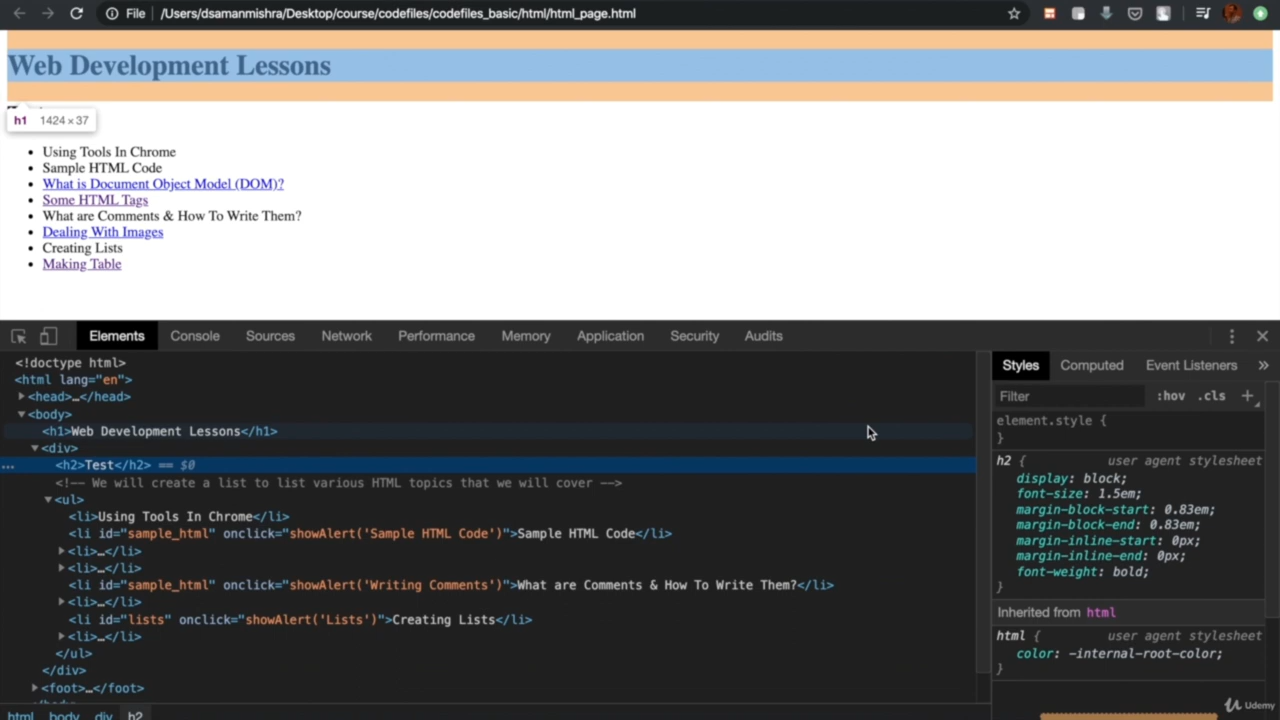 File /Users/dsamanmishra/Desktop/course/codefiles/codefiles_basic/html/html_page.html
Web Development Lessons
h1 1424 × 37
Using Tools In Chrome
Sample HTML Code
What is Document Object Model (DOM)?
Some HTML Tags
What are Comments & How To Write Them?
Dealing With Images
Creating Lists
Making Table
Elements Console Sources Network Performance Memory Application Security Audits
<!doctype html>
<html lang="en">
<head>…</head>
<body>
<h1>Web Development Lessons</h1>
<div>
… <h2>Test</h2> == $0
<!-- We will create a list to list various HTML topics that we will cover -->
<ul>
<li>Using Tools In Chrome</li>
<li id="sample_html" onclick="showAlert('Sample HTML Code')">Sample HTML Code</li>
<li>…</li>
<li>…</li>
<li id="sample_html" onclick="showAlert('Writing Comments')">What are Comments & How To Write Them?</li>
<li>…</li>
<li id="lists" onclick="showAlert('Lists')">Creating Lists</li>
<li>…</li>
</ul>
</div>
<foot>…</foot>
html body div h2
Styles Computed Event Listeners »
Filter :hov .cls +
element.style {
}
h2 { user agent stylesheet
display: block;
font-size: 1.5em;
margin-block-start: 0.83em;
margin-block-end: 0.83em;
margin-inline-start: 0px;
margin-inline-end: 0px;
font-weight: bold;
}
Inherited from html
html { user agent stylesheet
color: -internal-root-color;
}
Udemy